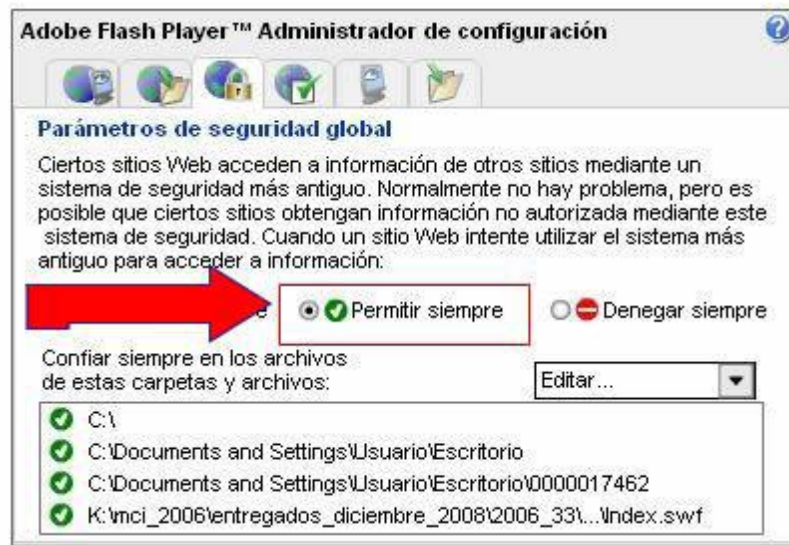 Adobe Flash Player™ Administrador de configuración
?
Parámetros de seguridad global
Ciertos sitios Web acceden a información de otros sitios mediante un
sistema de seguridad más antiguo. Normalmente no hay problema, pero es
posible que ciertos sitios obtengan información no autorizada mediante este
sistema de seguridad. Cuando un sitio Web intente utilizar el sistema más
antiguo para acceder a información:
Permitir siempre Denegar siempre
Confiar siempre en los archivos
de estas carpetas y archivos:
Editar...
C:\
C:\Documents and Settings\Usuario\Escritorio
C:\Documents and Settings\Usuario\Escritorio\0000017462
K:\mci_2006\entregados_diciembre_2008\2006_33\...\Index.swf